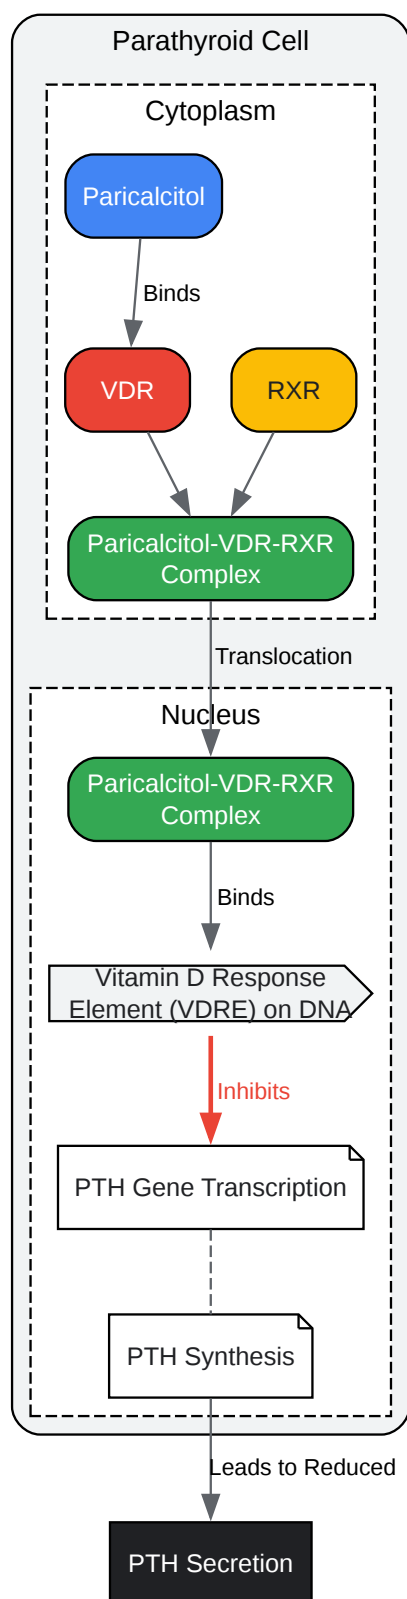 Parathyroid Cell
Cytoplasm
Paricalcitol
Binds
VDR
RXR
Paricalcitol-VDR-RXR
Complex
Translocation
Nucleus
Paricalcitol-VDR-RXR
Complex
Binds
Vitamin D Response
Element (VDRE) on DNA
Inhibits
PTH Gene Transcription
PTH Synthesis
Leads to Reduced
PTH Secretion